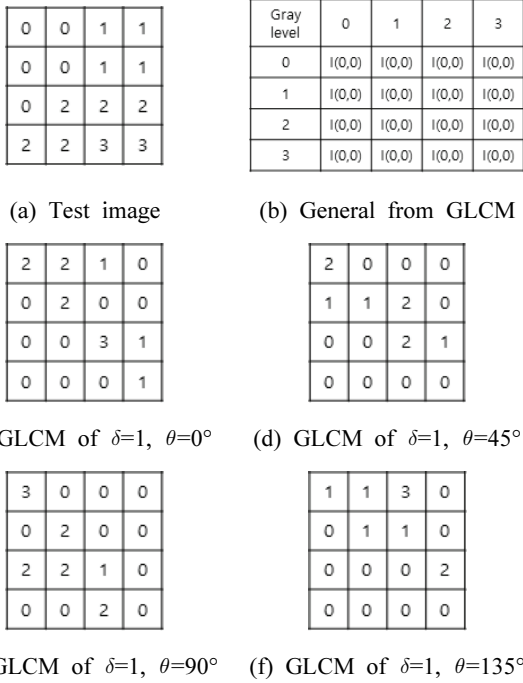 0 0 1 1
0 0 1 1
0 2 2 2
2 2 3 3
(a) Test image
Gray level 0 1 2 3
0 I(0,0) I(0,0) I(0,0) I(0,0)
1 I(0,0) I(0,0) I(0,0) I(0,0)
2 I(0,0) I(0,0) I(0,0) I(0,0)
3 I(0,0) I(0,0) I(0,0) I(0,0)
(b) General from GLCM
2 2 1 0
0 2 0 0
0 0 3 1
0 0 0 1
GLCM of δ=1, θ=0°
2 0 0 0
1 1 2 0
0 0 2 1
0 0 0 0
(d) GLCM of δ=1, θ=45°
3 0 0 0
0 2 0 0
2 2 1 0
0 0 2 0
GLCM of δ=1, θ=90°
1 1 3 0
0 1 1 0
0 0 0 2
0 0 0 0
(f) GLCM of δ=1, θ=135°